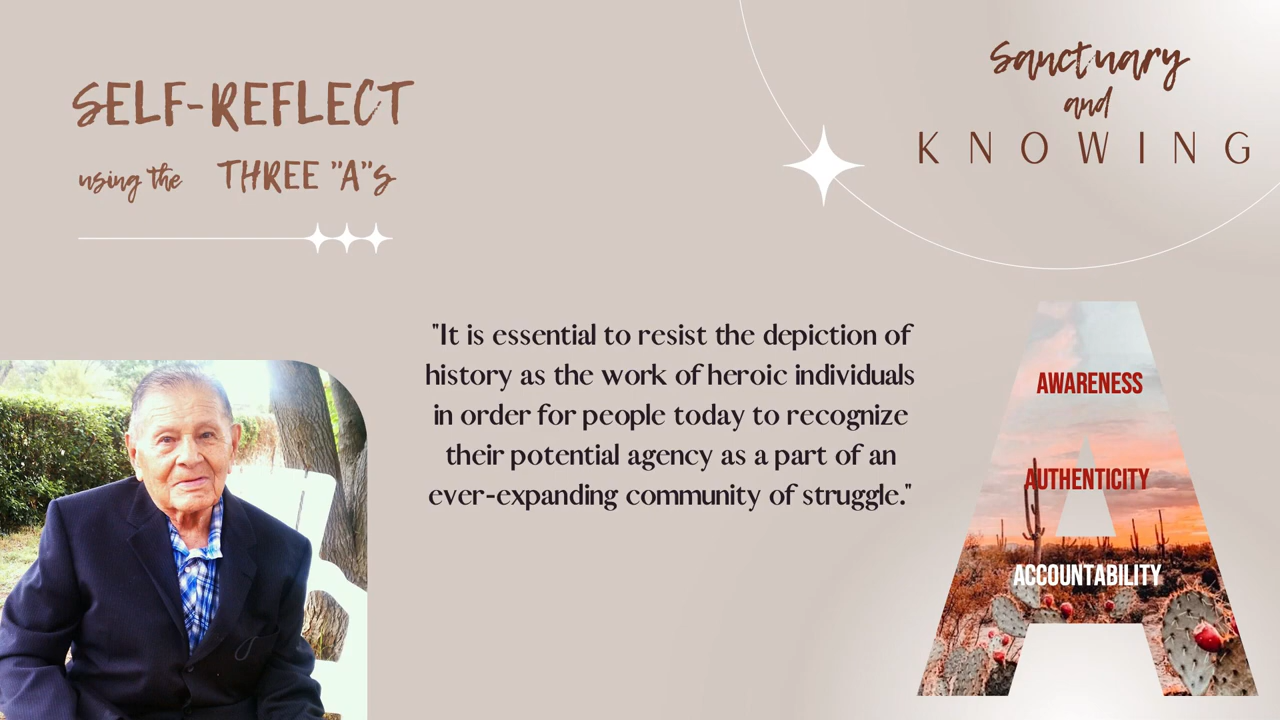 SELF-REFLECT
using the THREE "A"s
Sanctuary
and
KNOWING
"It is essential to resist the depiction of
history as the work of heroic individuals
in order for people today to recognize
their potential agency as a part of an
ever-expanding community of struggle."
AWARENESS
AUTHENTICITY
ACCOUNTABILITY